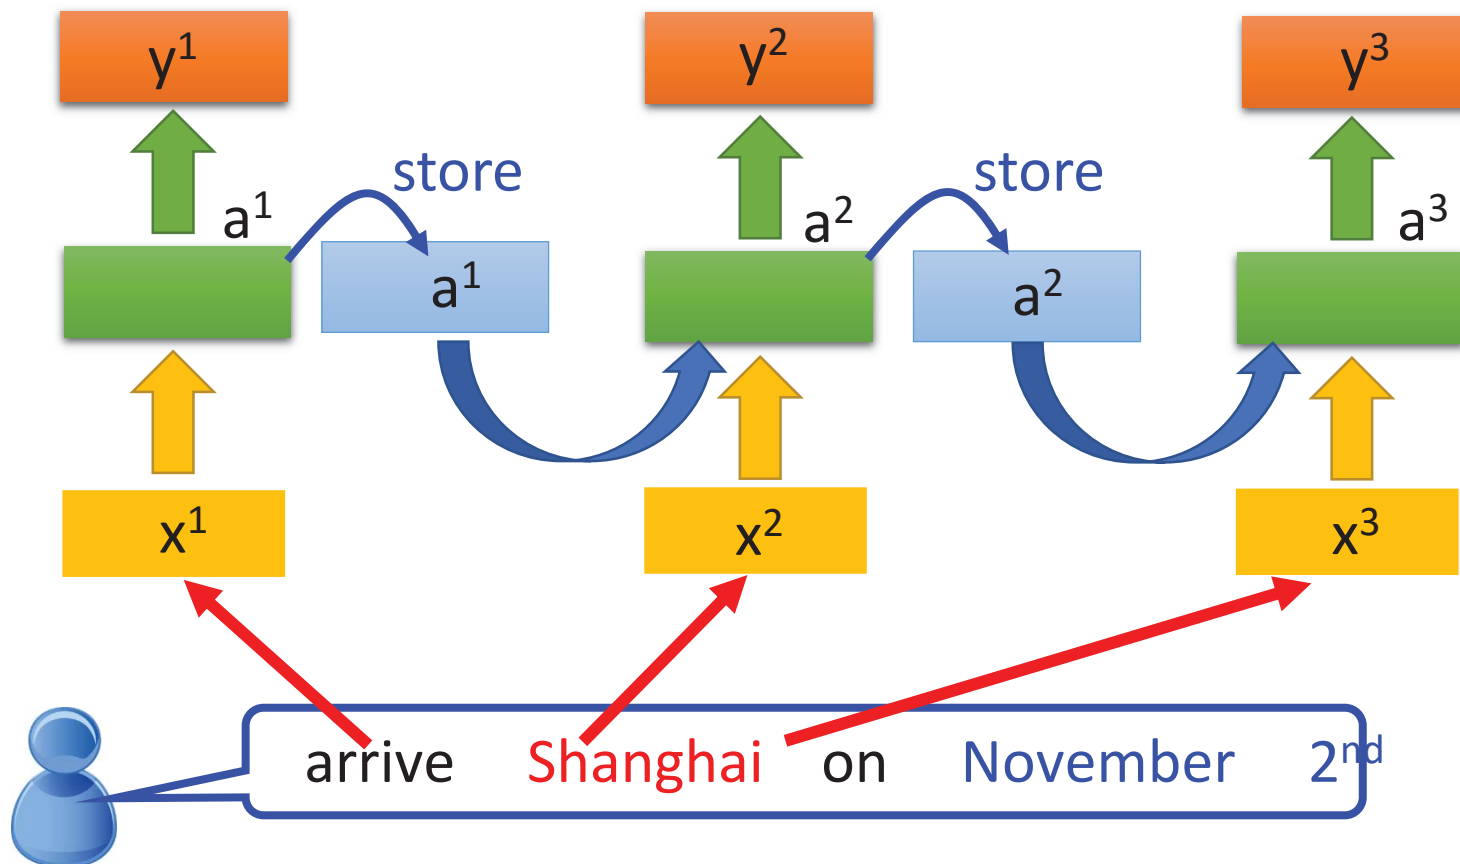 y¹ y² y³
store store
a¹ a² a³
a¹ a²
x¹ x² x³
arrive Shanghai on November 2ⁿᵈ